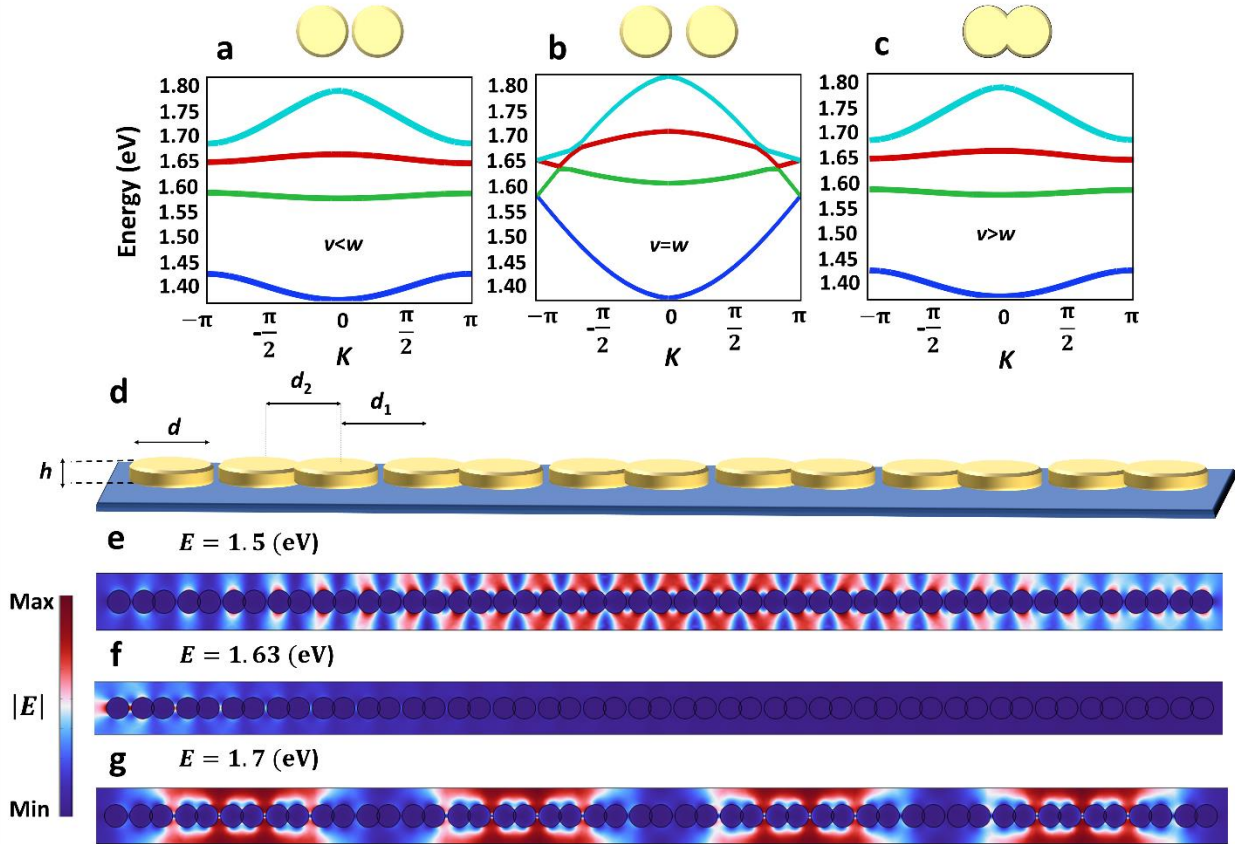 a b c
Energy (eV)
1.80 1.80 1.80
1.75 1.75 1.75
1.70 1.70 1.70
1.65 1.65 1.65
1.60 1.60 1.60
1.55 1.55 1.55
1.50 1.50 1.50
1.45 1.45 1.45
1.40 1.40 1.40
v<w v=w v>w
−π -π/2 0 π/2 π −π -π/2 0 π/2 π −π -π/2 0 π/2 π
K K K
d
d2 d1
d
h
e E = 1.5 (eV)
Max
f E = 1.63 (eV)
|E|
g E = 1.7 (eV)
Min